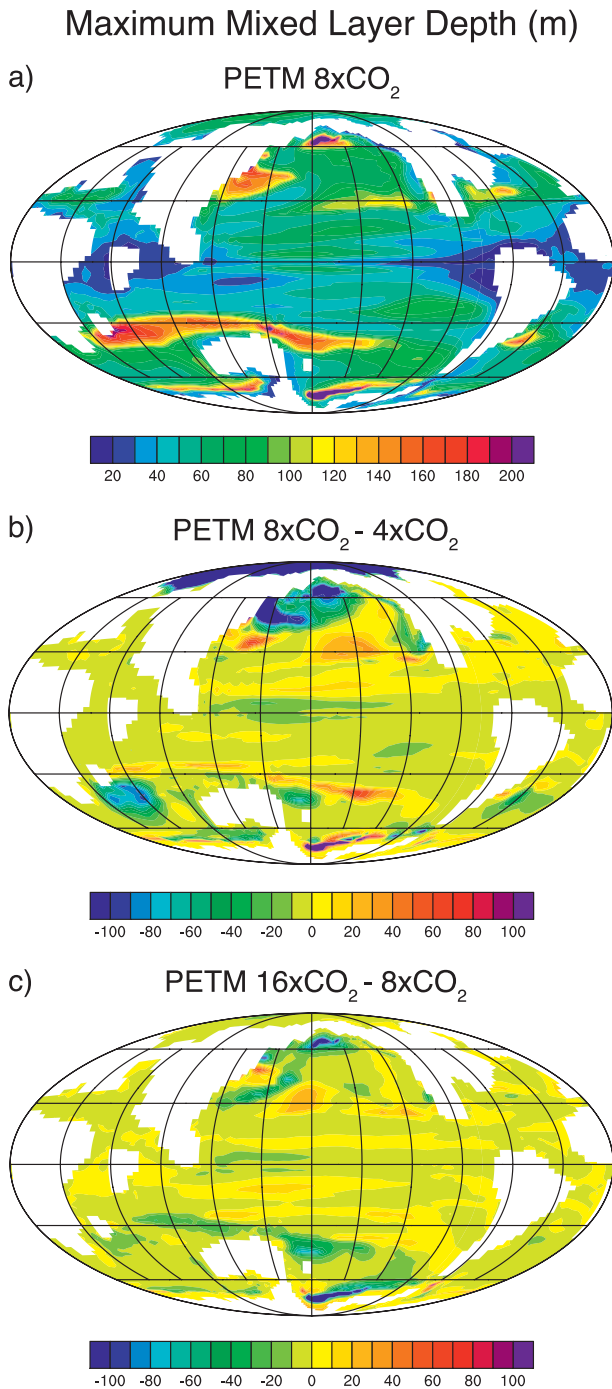 Maximum Mixed Layer Depth (m)
a) PETM 8xCO₂
20 40 60 80 100 120 140 160 180 200
b) PETM 8xCO₂ - 4xCO₂
-100 -80 -60 -40 -20 0 20 40 60 80 100
c) PETM 16xCO₂ - 8xCO₂
-100 -80 -60 -40 -20 0 20 40 60 80 100